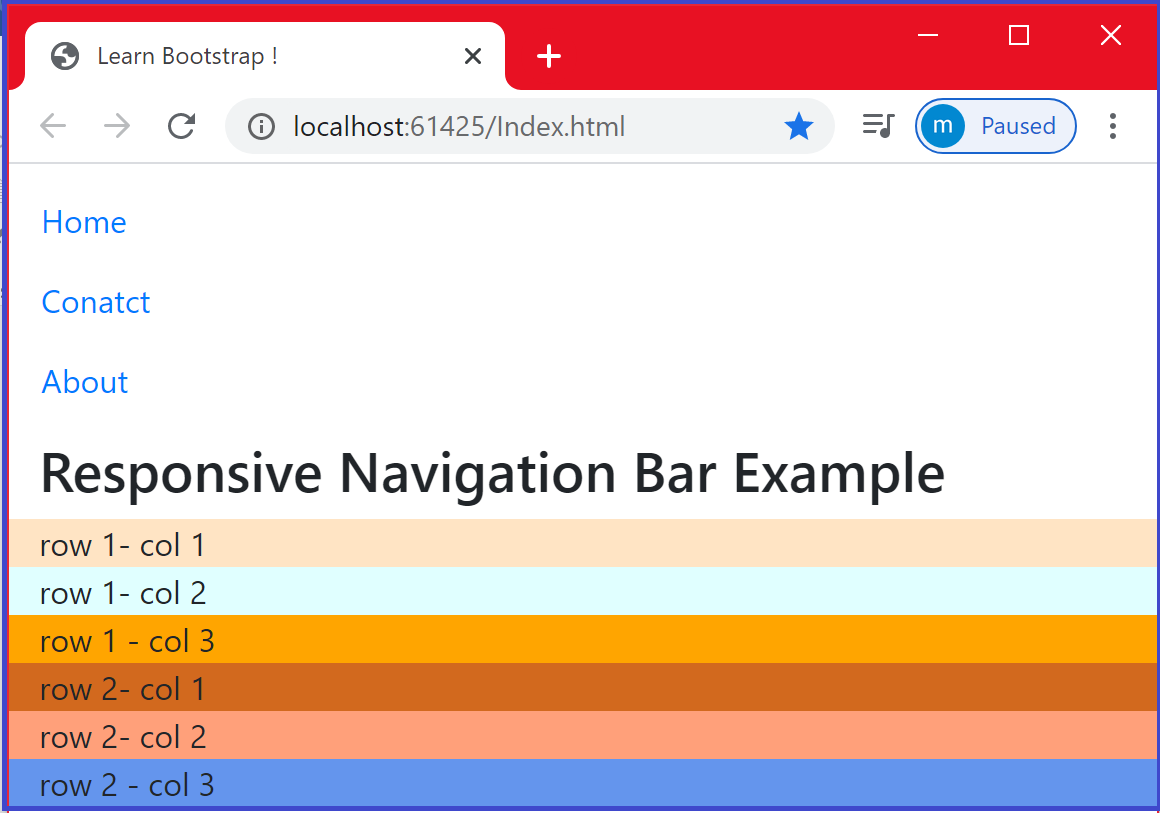 Learn Bootstrap !
localhost:61425/Index.html
m Paused
Home
Conatct
About
Responsive Navigation Bar Example
row 1- col 1
row 1- col 2
row 1 - col 3
row 2- col 1
row 2- col 2
row 2 - col 3